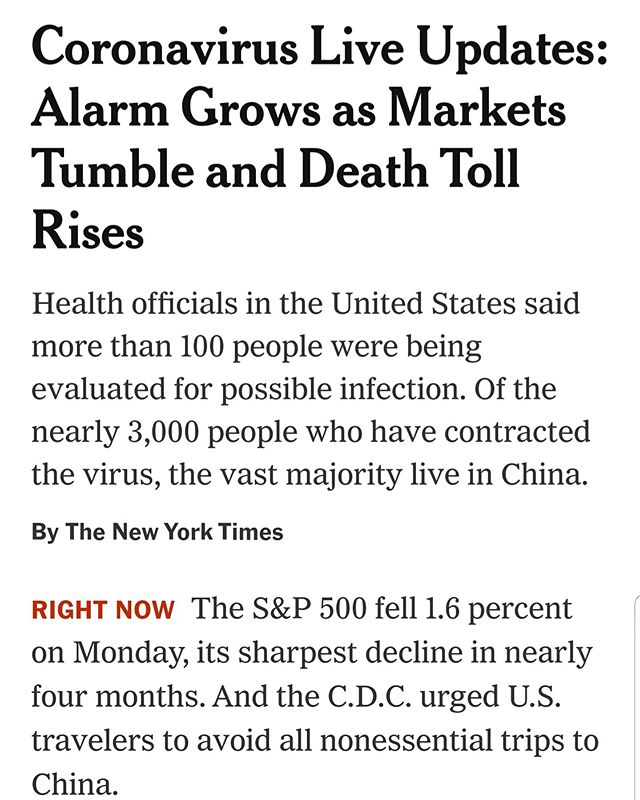 Coronavirus Live Updates:
Alarm Grows as Markets
Tumble and Death Toll
Rises
Health officials in the United States said
more than 100 people were being
evaluated for possible infection. Of the
nearly 3,000 people who have contracted
the virus, the vast majority live in China.
By The New York Times
RIGHT NOW The S&P 500 fell 1.6 percent
on Monday, its sharpest decline in nearly
four months. And the C.D.C. urged U.S.
travelers to avoid all nonessential trips to
China.